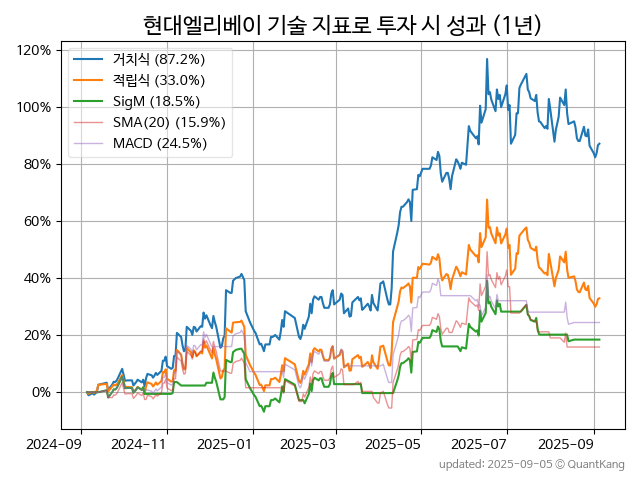 현대엘리베이 기술 지표로 투자 시 성과 (1년)
120%
100%
80%
60%
40%
20%
0%
거치식 (87.2%)
적립식 (33.0%)
SigM (18.5%)
SMA(20) (15.9%)
MACD (24.5%)
2024-09 2024-11 2025-01 2025-03 2025-05 2025-07 2025-09
updated: 2025-09-05 ⓒ QuantKang